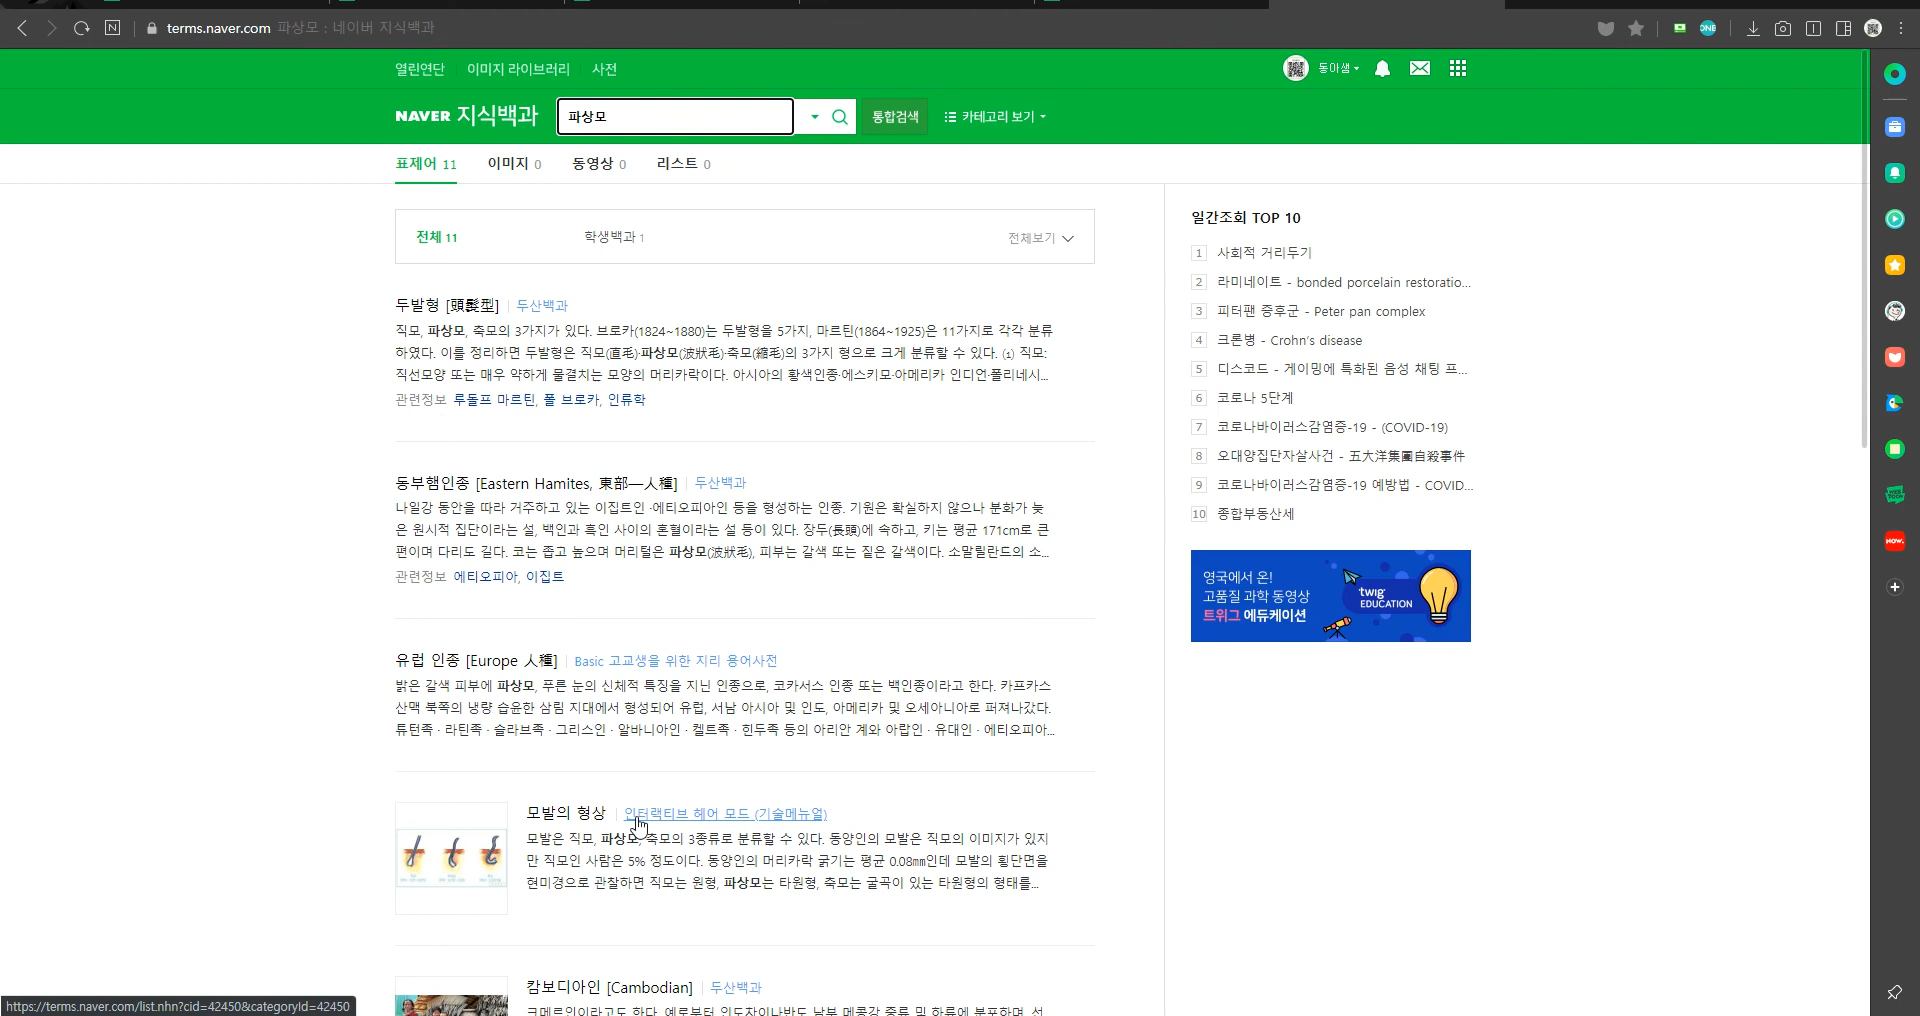 terms.naver.com 파상모 : 네이버 지식백과
열린연단 이미지 라이브러리 사전
동아샘
NAVER 지식백과 파상모 통합검색 카테고리 보기
표제어 11 이미지 0 동영상 0 리스트 0
전체 11 학생백과 1 전체보기
두발형 [頭髮型] 두산백과
직모, 파상모, 축모의 3가지가 있다. 브로카(1824~1880)는 두발형을 5가지, 마르틴(1864~1925)은 11가지로 각각 분류
하였다. 이를 정리하면 두발형은 직모(直毛)·파상모(波狀毛)·축모(縮毛)의 3가지 형으로 크게 분류할 수 있다. (1) 직모:
직선모양 또는 매우 약하게 물결치는 모양의 머리카락이다. 아시아의 황색인종·에스키모·아메리카 인디언·폴리네시...
관련정보 루돌프 마르틴, 폴 브로카, 인류학
동부햄인종 [Eastern Hamites, 東部―人種] 두산백과
나일강 동안을 따라 거주하고 있는 이집트인 ·에티오피아인 등을 형성하는 인종. 기원은 확실하지 않으나 분화가 늦
은 원시적 집단이라는 설, 백인과 흑인 사이의 혼혈이라는 설 등이 있다. 장두(長頭)에 속하고, 키는 평균 171cm로 큰
편이며 다리도 길다. 코는 좁고 높으며 머리털은 파상모(波狀毛), 피부는 갈색 또는 짙은 갈색이다. 소말릴란드의 소...
관련정보 에티오피아, 이집트
유럽 인종 [Europe 人種] Basic 고교생을 위한 지리 용어사전
밝은 갈색 피부에 파상모, 푸른 눈의 신체적 특징을 지닌 인종으로, 코카서스 인종 또는 백인종이라고 한다. 카프카스
산맥 북쪽의 냉량 습윤한 삼림 지대에서 형성되어 유럽, 서남 아시아 및 인도, 아메리카 및 오세아니아로 퍼져나갔다.
튜턴족 · 라틴족 · 슬라브족 · 그리스인 · 알바니아인 · 켈트족 · 힌두족 등의 아리안 계와 아랍인 · 유대인 · 에티오피아...
모발의 형상 인터랙티브 헤어 모드 (기술메뉴얼)
모발은 직모, 파상모, 축모의 3종류로 분류할 수 있다. 동양인의 모발은 직모의 이미지가 있지
만 직모인 사람은 5% 정도이다. 동양인의 머리카락 굵기는 평균 0.08㎜인데 모발의 횡단면을
현미경으로 관찰하면 직모는 원형, 파상모는 타원형, 축모는 굴곡이 있는 타원형의 형태를...
캄보디아인 [Cambodian] 두산백과
크메르인이라고도 한다. 예로부터 인도차이나반도 남부 메콩강 중류 및 하류에 분포하며, 선
일간조회 TOP 10
1 사회적 거리두기
2 라미네이트 - bonded porcelain restoratio...
3 피터팬 증후군 - Peter pan complex
4 크론병 - Crohn's disease
5 디스코드 - 게이밍에 특화된 음성 채팅 프...
6 코로나 5단계
7 코로나바이러스감염증-19 - (COVID-19)
8 오대양집단자살사건 - 五大洋集團自殺事件
9 코로나바이러스감염증-19 예방법 - COVID...
10 종합부동산세
영국에서 온!
고품질 과학 동영상
트위그 에듀케이션
twig
EDUCATION
NOW.
https://terms.naver.com/list.nhn?cid=42450&categoryId=42450